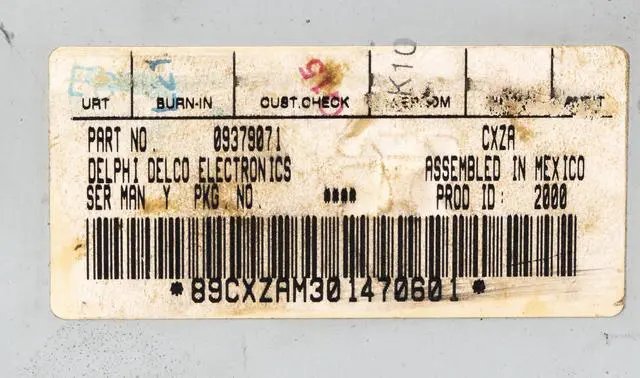 K10
URT BURN-IN CUST.CHECK
PART NO. 09379071 CXZA
DELPHI DELCO ELECTRONICS ASSEMBLED IN MEXICO
SER MAN Y PKG NO. **** PROD ID: 2000
*89CXZAM301470601*